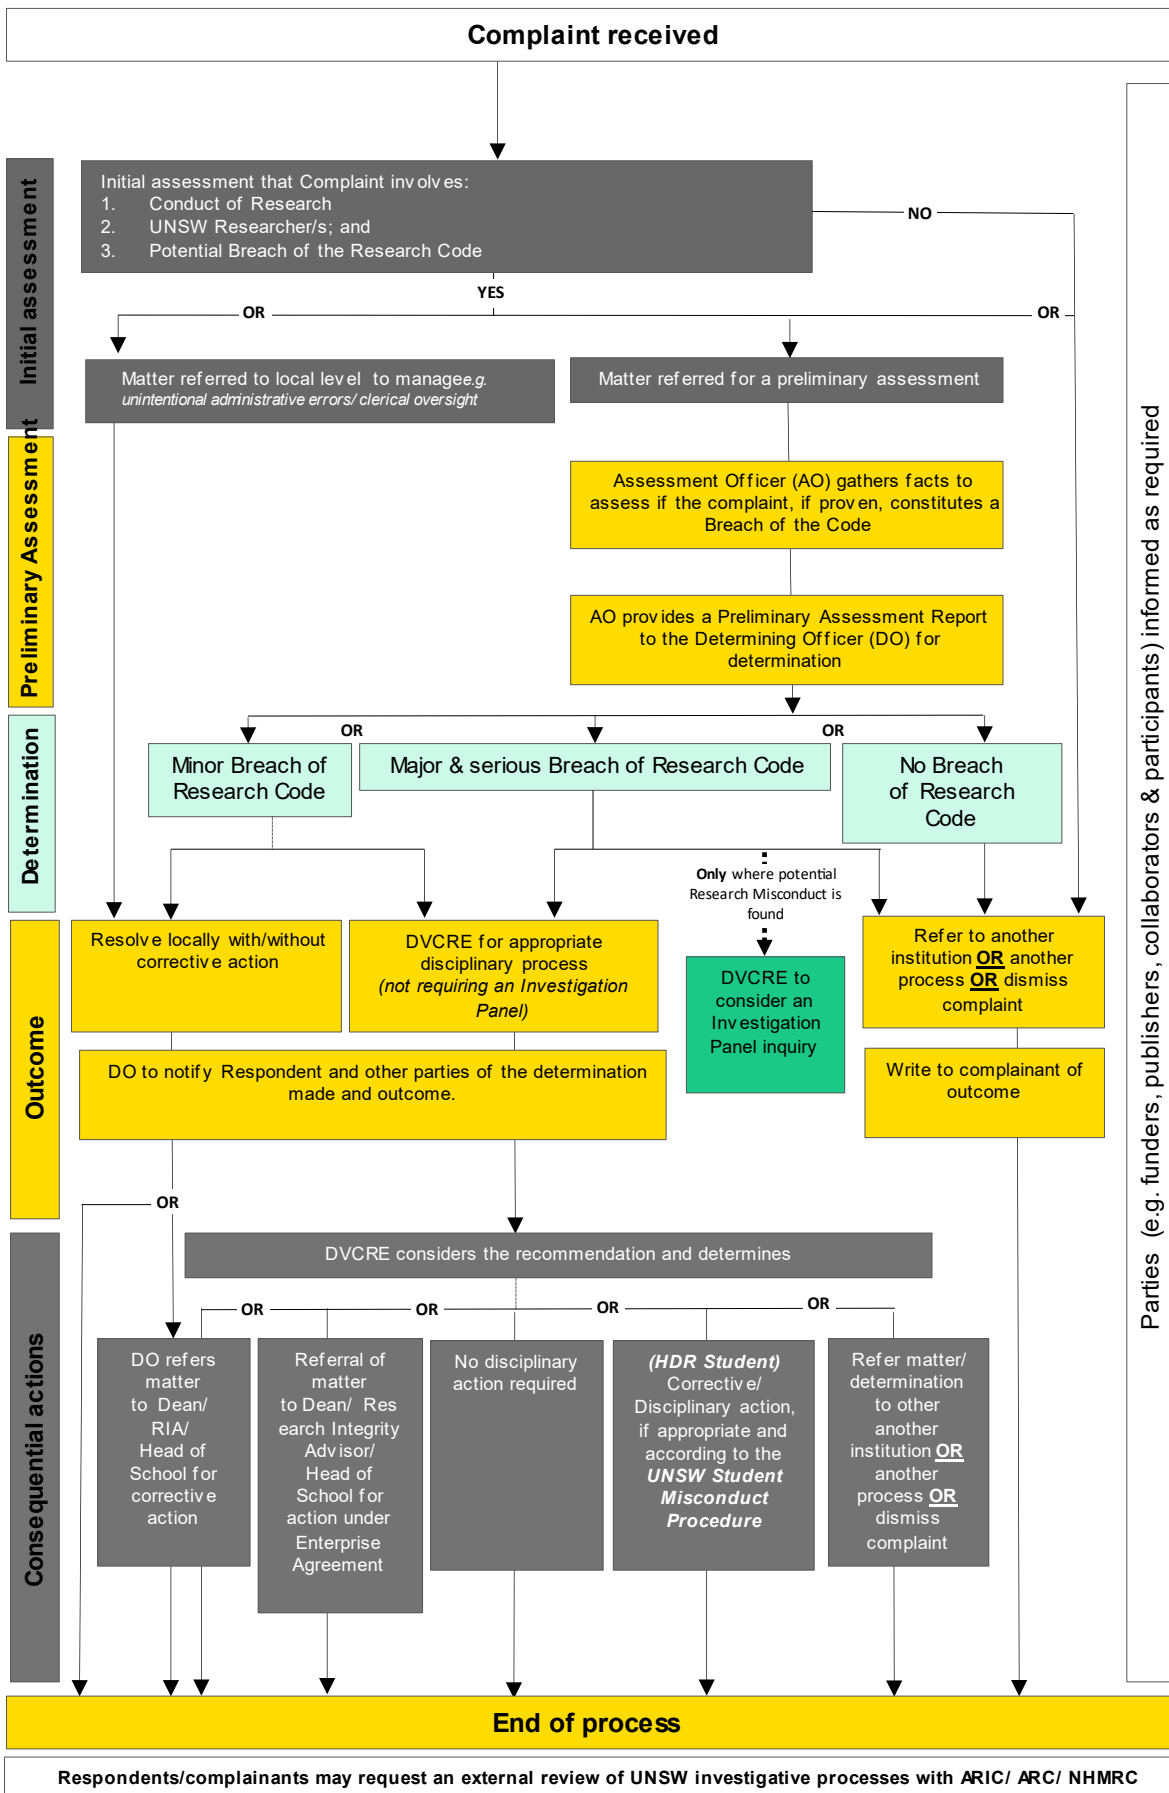 Complaint received
Initial assessment
Initial assessment that Complaint involves:
1. Conduct of Research
2. UNSW Researcher/s; and
3. Potential Breach of the Research Code
NO
YES
OR
OR
Matter referred to local level to manage e.g.
unintentional administrative errors/ clerical oversight
Matter referred for a preliminary assessment
Preliminary Assessment
Assessment Officer (AO) gathers facts to
assess if the complaint, if proven, constitutes a
Breach of the Code
AO provides a Preliminary Assessment Report
to the Determining Officer (DO) for
determination
Determination
OR
OR
Minor Breach of
Research Code
Major & serious Breach of Research Code
No Breach
of Research
Code
Only where potential
Research Misconduct is
found
Outcome
Resolve locally with/without
corrective action
DVCRE for appropriate
disciplinary process
(not requiring an Investigation
Panel)
DVCRE to
consider an
Investigation
Panel inquiry
Refer to another
institution OR another
process OR dismiss
complaint
DO to notify Respondent and other parties of the determination
made and outcome.
Write to complainant of
outcome
OR
Consequential actions
DVCRE considers the recommendation and determines
OR
OR
OR
OR
DO refers
matter
to Dean/
RIA/
Head of
School for
corrective
action
Referral of
matter
to Dean/ Res
earch Integrity
Advisor/
Head of
School for
action under
Enterprise
Agreement
No disciplinary
action required
(HDR Student)
Corrective/
Disciplinary action,
if appropriate and
according to the
UNSW Student
Misconduct
Procedure
Refer matter/
determination
to other
another
institution OR
another
process OR
dismiss
complaint
Parties (e.g. funders, publishers, collaborators & participants) informed as required
End of process
Respondents/complainants may request an external review of UNSW investigative processes with ARIC/ ARC/ NHMRC